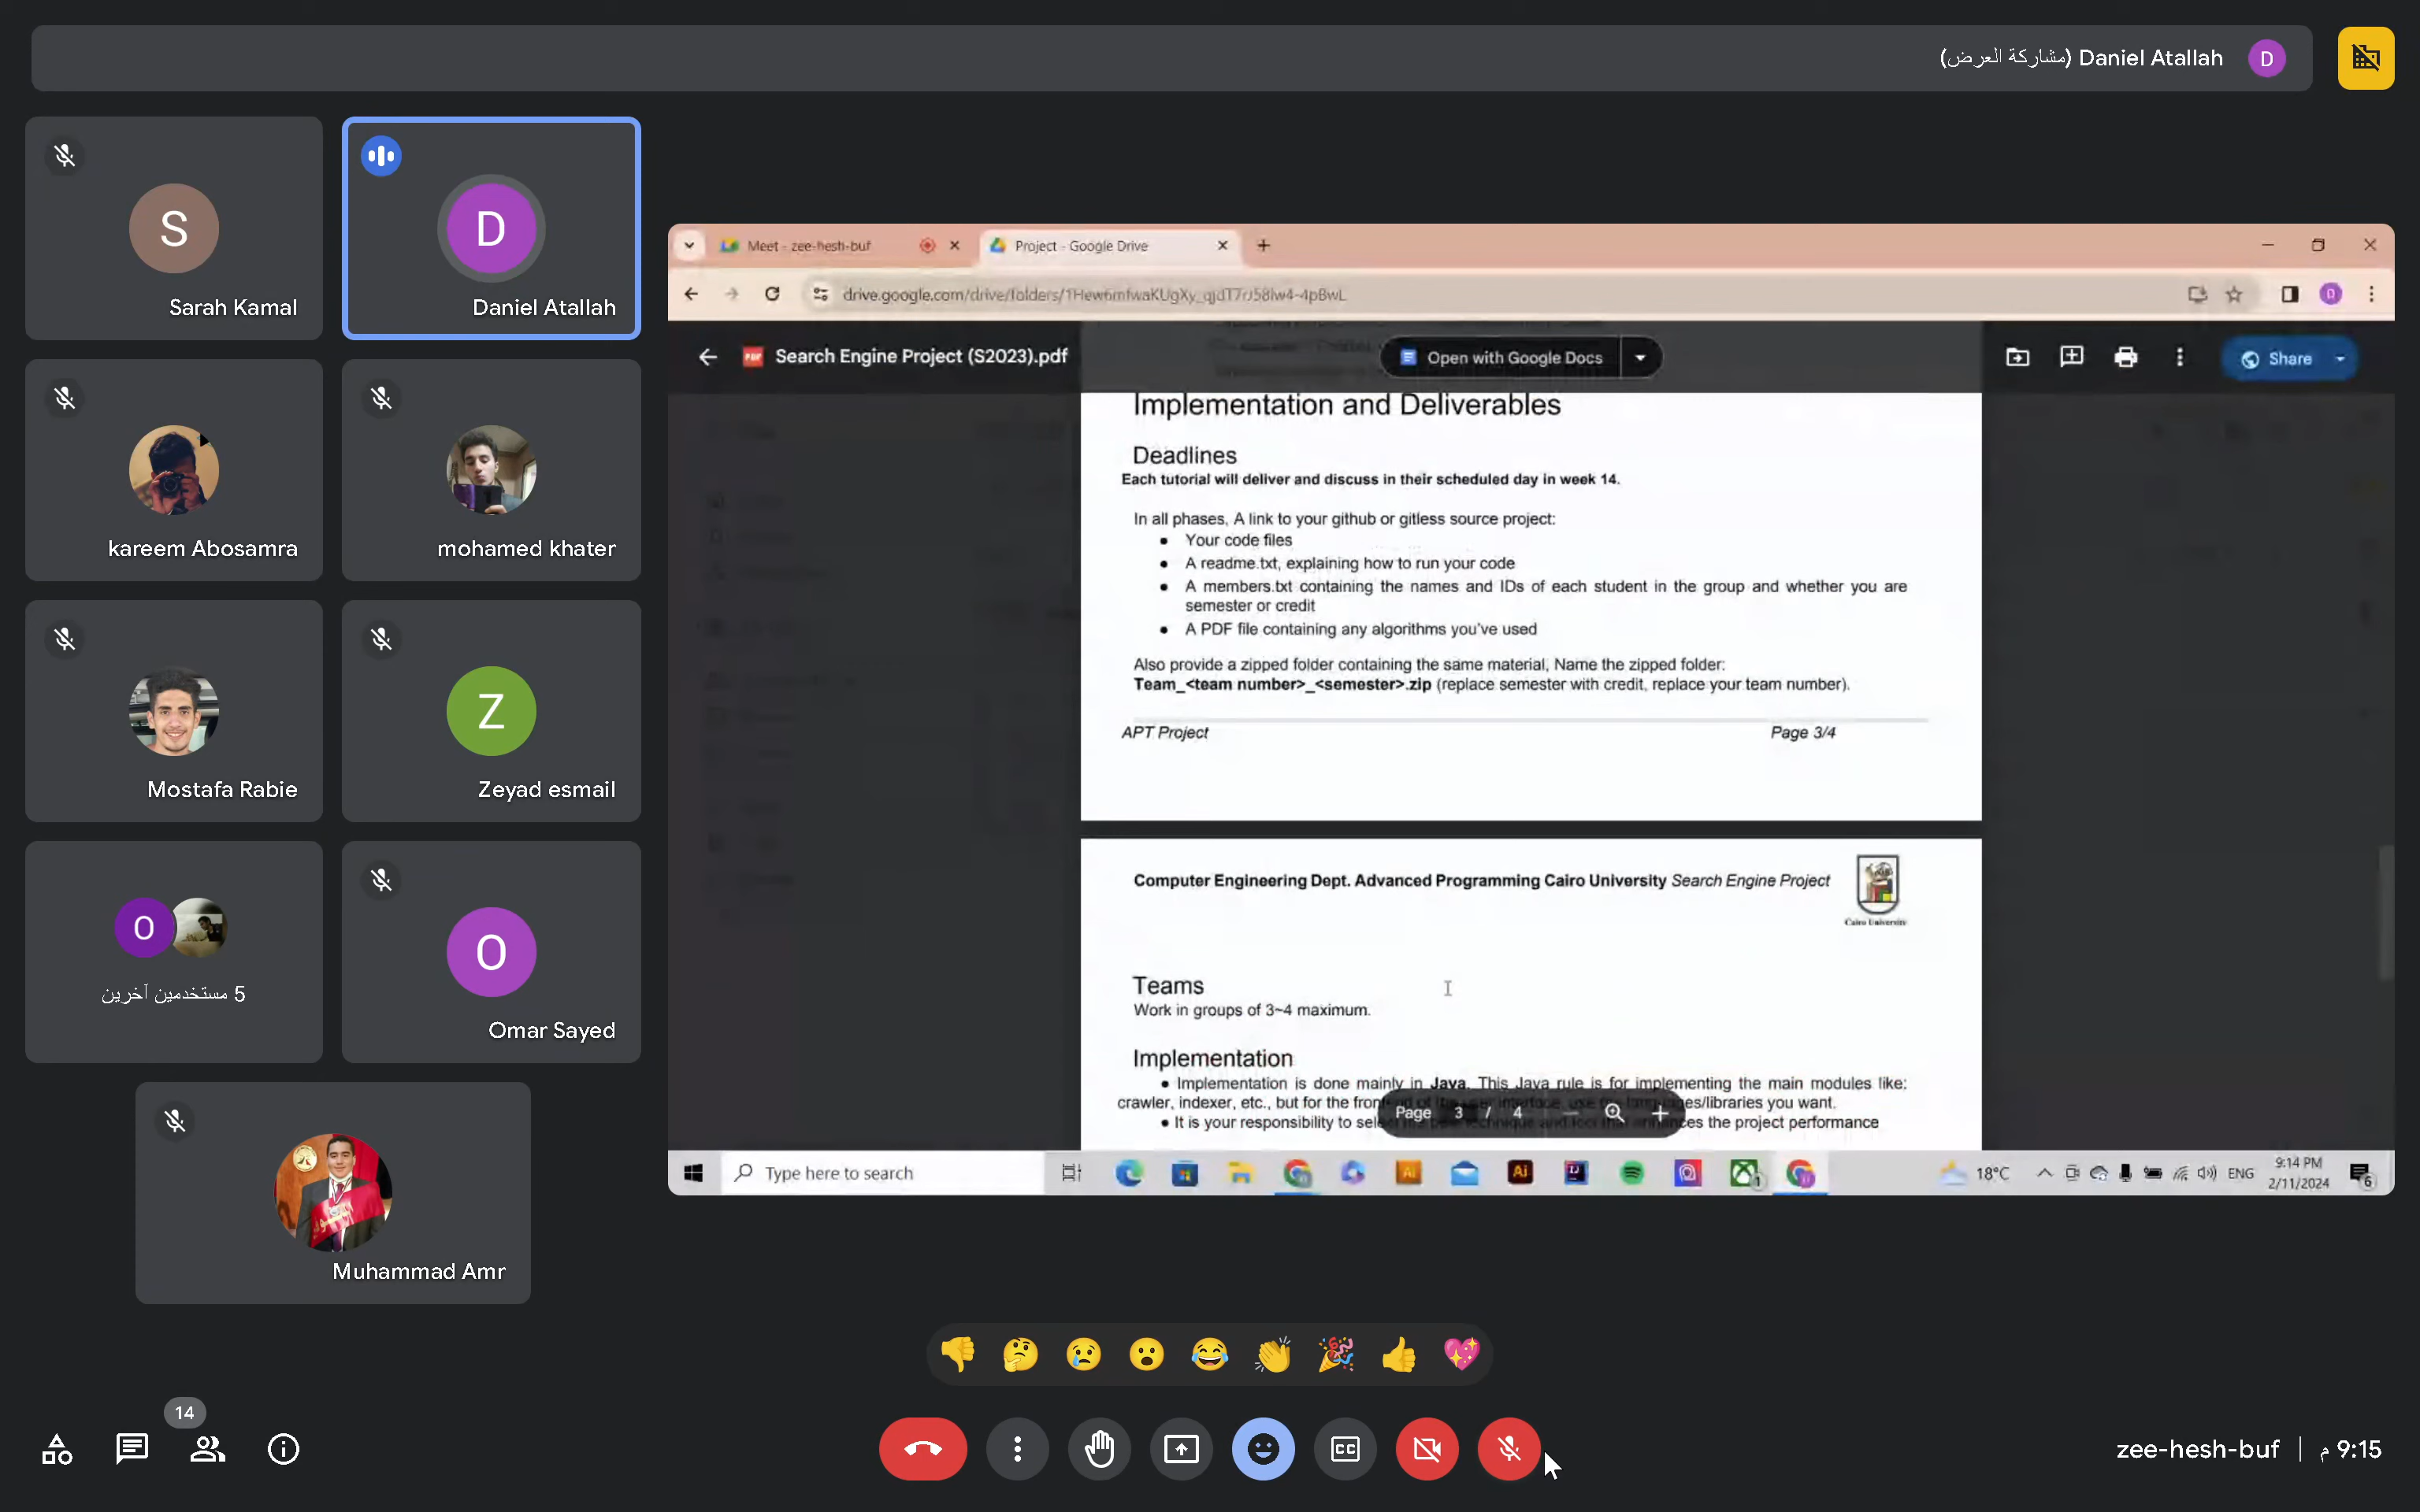 Daniel Atallah (مشاركة العرض)
D
S
Sarah Kamal
D
Daniel Atallah
kareem Abosamra
mohamed khater
Mostafa Rabie
Z
Zeyad esmail
O
5 مستخدمين آخرين
O
Omar Sayed
Muhammad Amr
Meet - zee-hesh-buf
Project - Google Drive
PDF
Search Engine Project (S2023).pdf
Open with Google Docs
Share
Implementation and Deliverables
Deadlines
Each tutorial will deliver and discuss in their scheduled day in week 14.
In all phases, A link to your github or gitless source project:
● Your code files
● A readme.txt, explaining how to run your code
● A members.txt containing the names and IDs of each student in the group and whether you are
semester or credit
● A PDF file containing any algorithms you've used
Also provide a zipped folder containing the same material, Name the zipped folder:
Team_<team number>_<semester>.zip (replace semester with credit, replace your team number).
APT Project Page 3/4
Computer Engineering Dept. Advanced Programming Cairo University Search Engine Project
Cairo University
Teams
Work in groups of 3~4 maximum.
Implementation
● Implementation is done mainly in Java. This Java rule is for implementing the main modules like:
crawler, indexer, etc., but for the front
/libraries you want.
● It is your responsibility to
the project performance
Page 3 / 4
Type here to search
18°C
ENG
9:14 PM
2/11/2024
6
14
CC
zee-hesh-buf
9:15 م